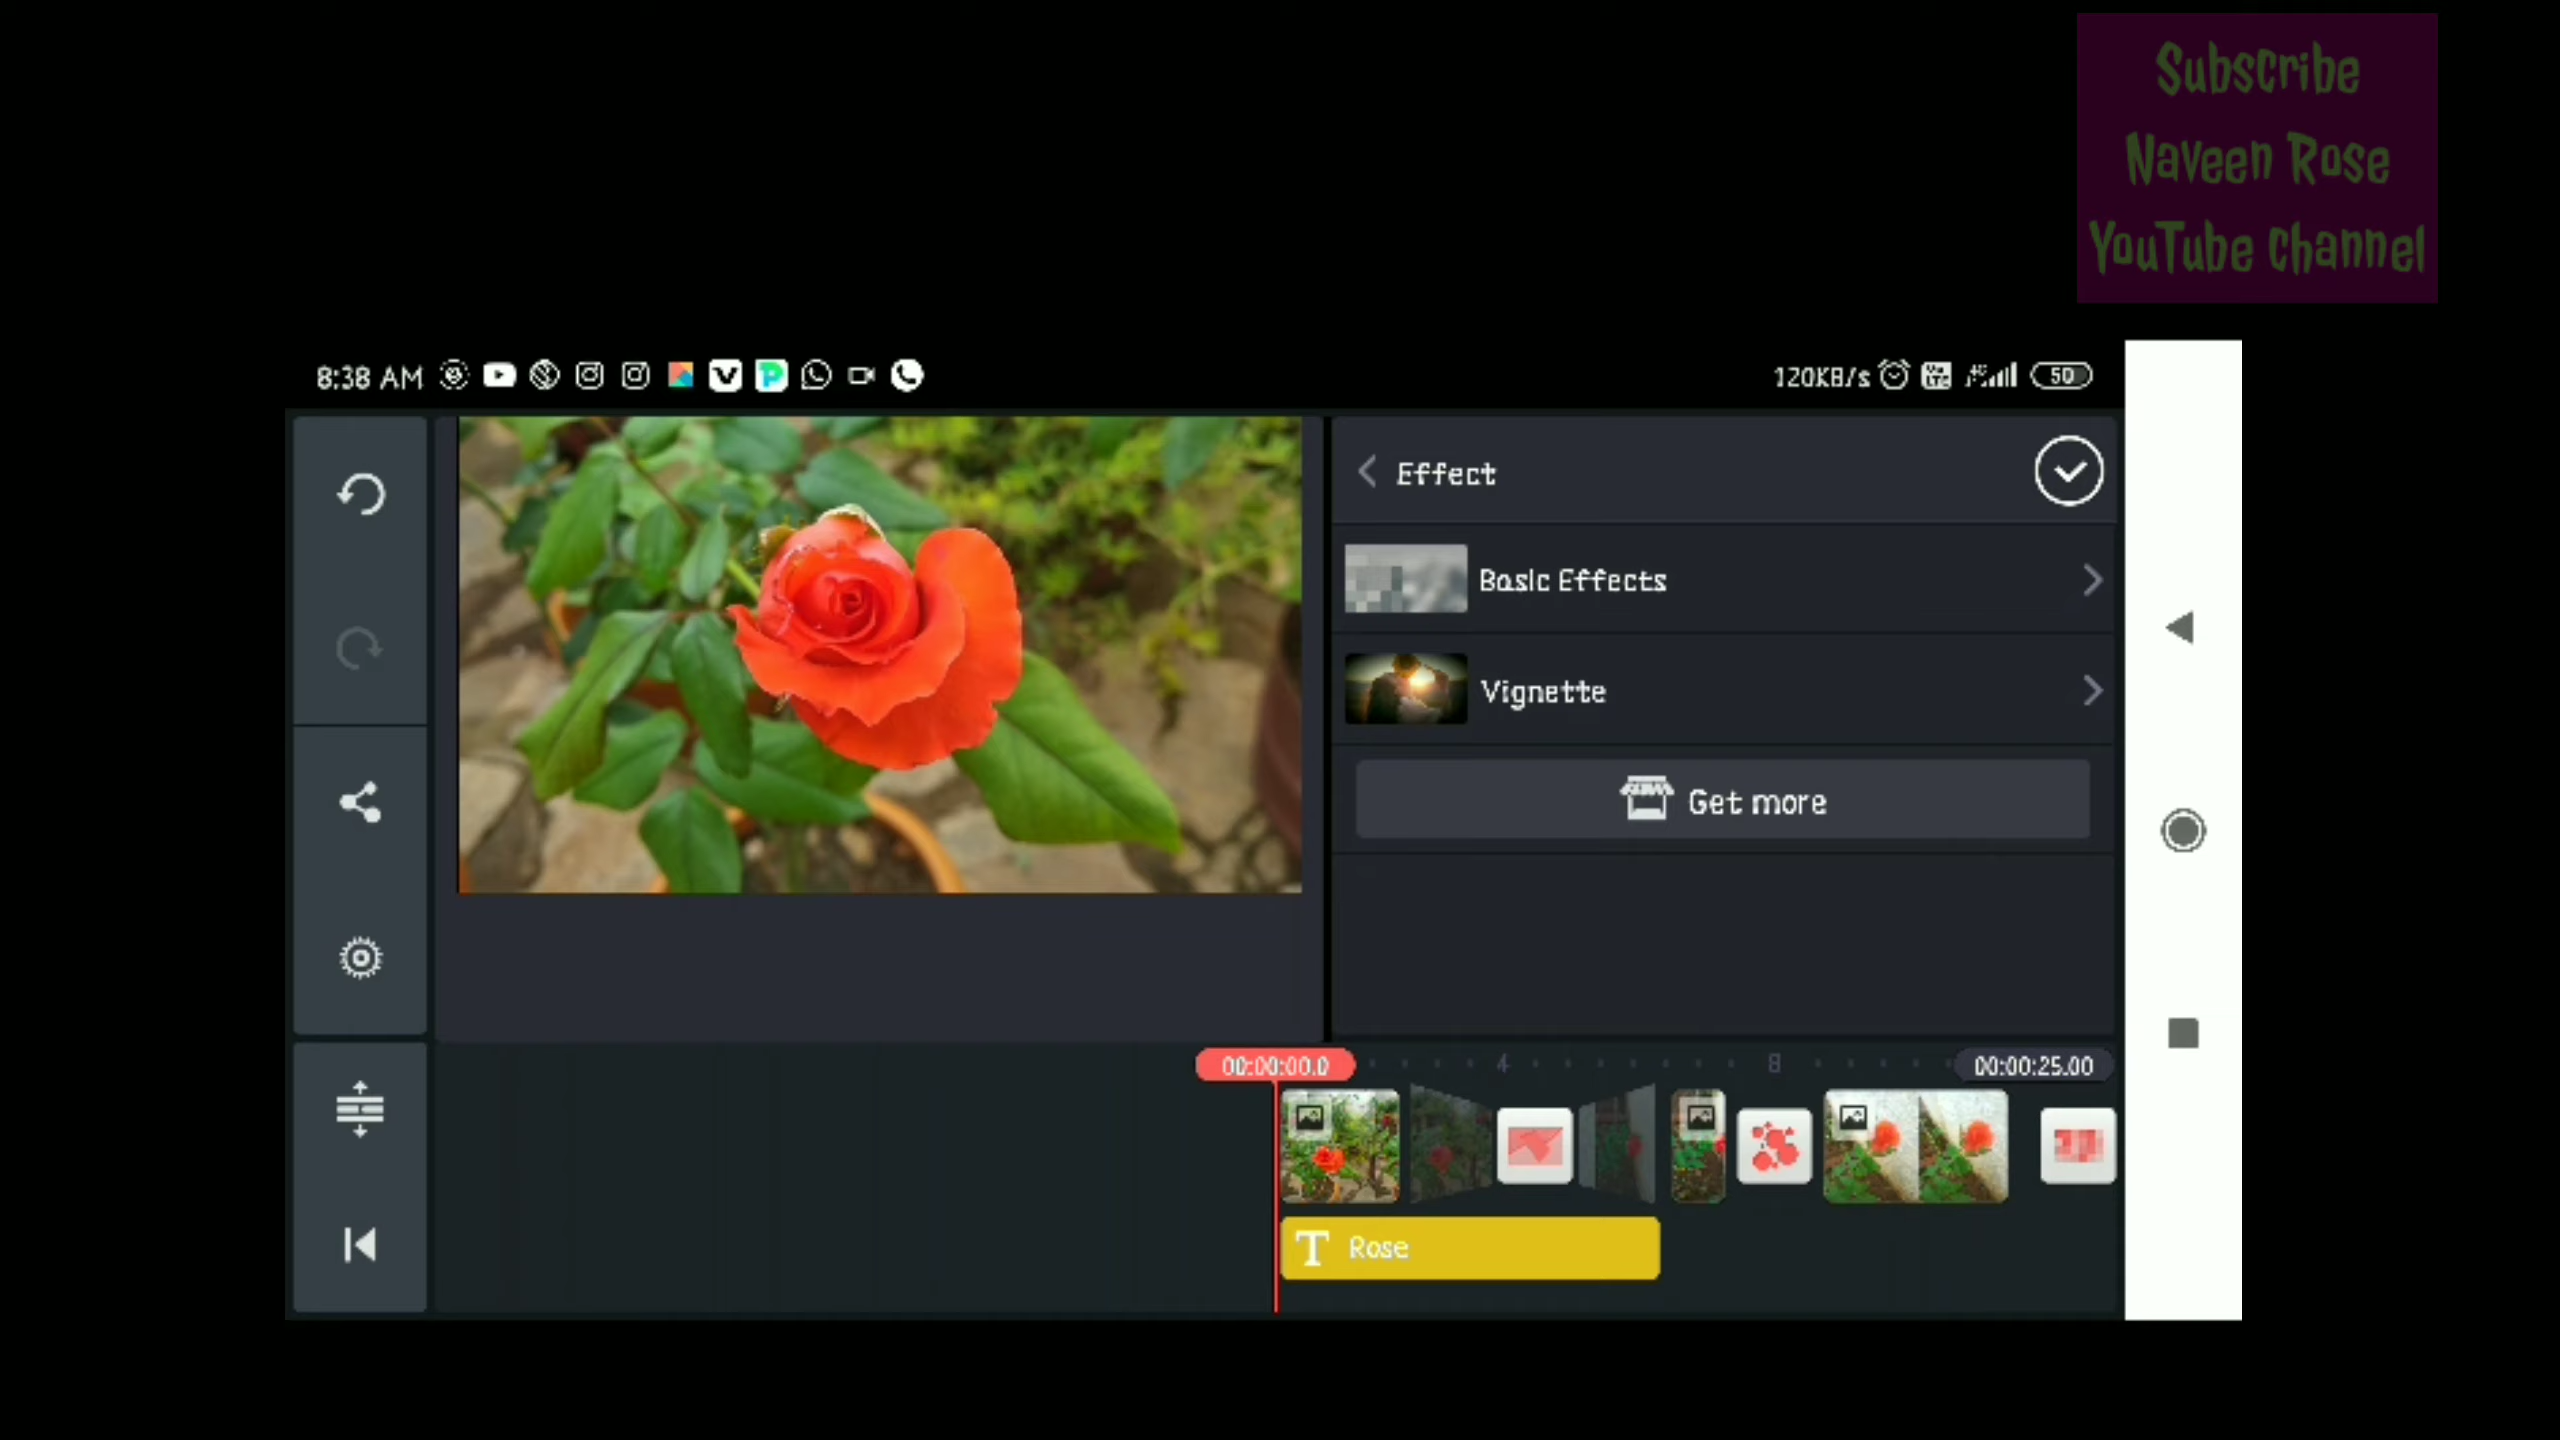 Subscribe
Naveen Rose
YouTube Channel
8:38 AM
120KB/s
4G
50
Effect
Basic Effects
Vignette
Get more
00:00:00.0
4
8
00:00:25.00
T Rose